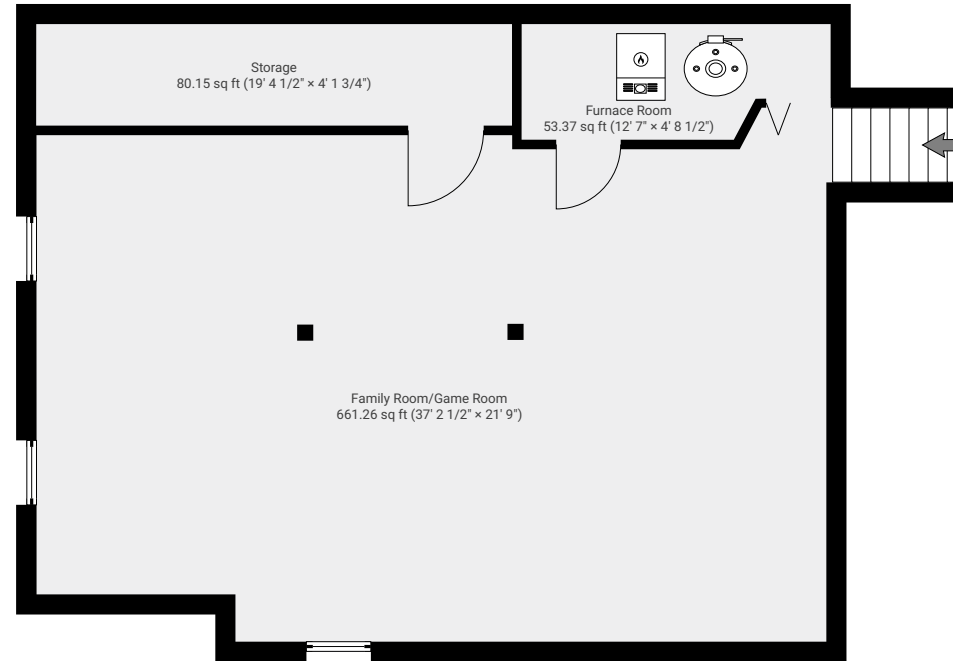 Storage
80.15 sq ft (19' 4 1/2" × 4' 1 3/4")
Furnace Room
53.37 sq ft (12' 7" × 4' 8 1/2")
Family Room/Game Room
661.26 sq ft (37' 2 1/2" × 21' 9")